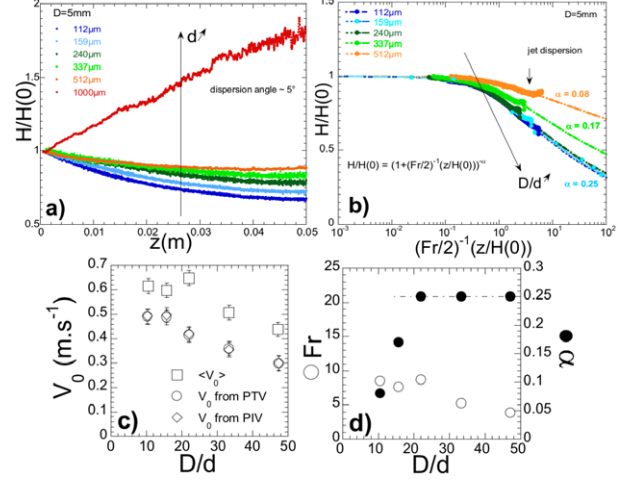 D=5mm
112µm
159µm
240µm
337µm
512µm
1000µm
d
dispersion angle ~ 5°
H/H(0)
2
1.5
1
0.5
0
0.01
0.02
0.03
0.04
0.05
z(m)
a)
112µm
159µm
240µm
337µm
512µm
D=5mm
jet dispersion
α = 0.08
α = 0.17
α = 0.25
H/H(0) = (1+(Fr/2)⁻¹(z/H(0)))^-α
D/d
H/H(0)
1.5
1
0.5
0
10⁻³
10⁻²
10⁻¹
10⁰
10¹
10²
(Fr/2)⁻¹(z/H(0))
b)
V₀ (m.s⁻¹)
0.7
0.6
0.5
0.4
0.3
0.2
0.1
0
<V₀>
V₀ from PTV
V₀ from PIV
c)
0 10 20 30 40 50
D/d
Fr
25
20
15
10
5
0
0.3
0.25
0.2
0.15
0.1
0.05
0
α
d)
0 10 20 30 40 50
D/d